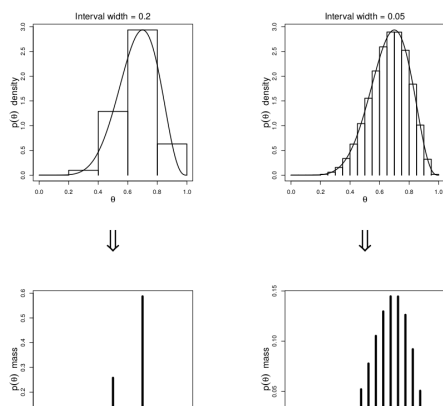 Interval width = 0.2
p(θ) density
0.0 0.5 1.0 1.5 2.0 2.5 3.0
0.0 0.2 0.4 0.6 0.8 1.0
θ
Interval width = 0.05
p(θ) density
0.0 0.5 1.0 1.5 2.0 2.5 3.0
0.0 0.2 0.4 0.6 0.8 1.0
θ
p(θ) mass
0.2 0.3 0.4 0.5 0.6
p(θ) mass
0.05 0.10 0.15